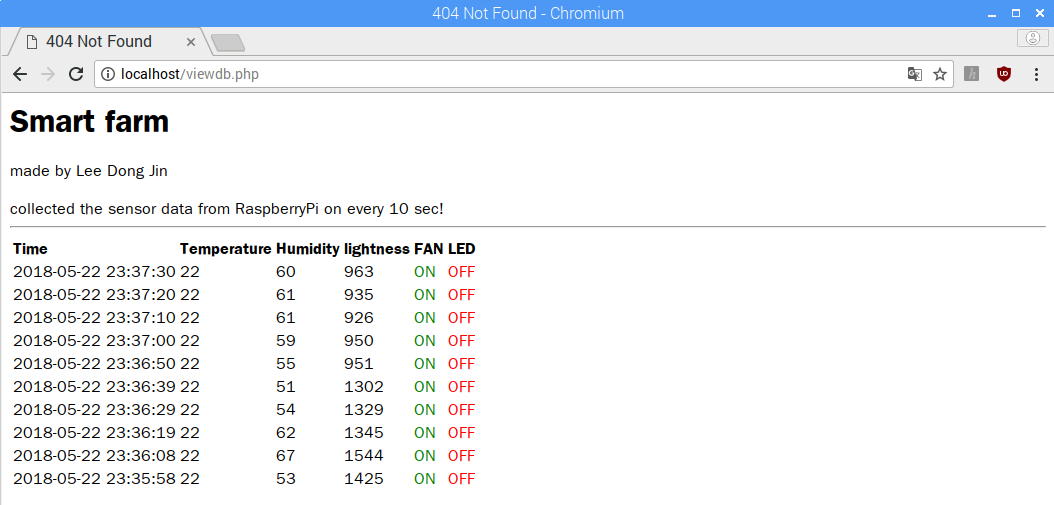 404 Not Found - Chromium
404 Not Found
localhost/viewdb.php
Smart farm
made by Lee Dong Jin
collected the sensor data from RaspberryPi on every 10 sec!
Time Temperature Humidity lightness FAN LED
2018-05-22 23:37:30 22 60 963 ON OFF
2018-05-22 23:37:20 22 61 935 ON OFF
2018-05-22 23:37:10 22 61 926 ON OFF
2018-05-22 23:37:00 22 59 950 ON OFF
2018-05-22 23:36:50 22 55 951 ON OFF
2018-05-22 23:36:39 22 51 1302 ON OFF
2018-05-22 23:36:29 22 54 1329 ON OFF
2018-05-22 23:36:19 22 62 1345 ON OFF
2018-05-22 23:36:08 22 67 1544 ON OFF
2018-05-22 23:35:58 22 53 1425 ON OFF